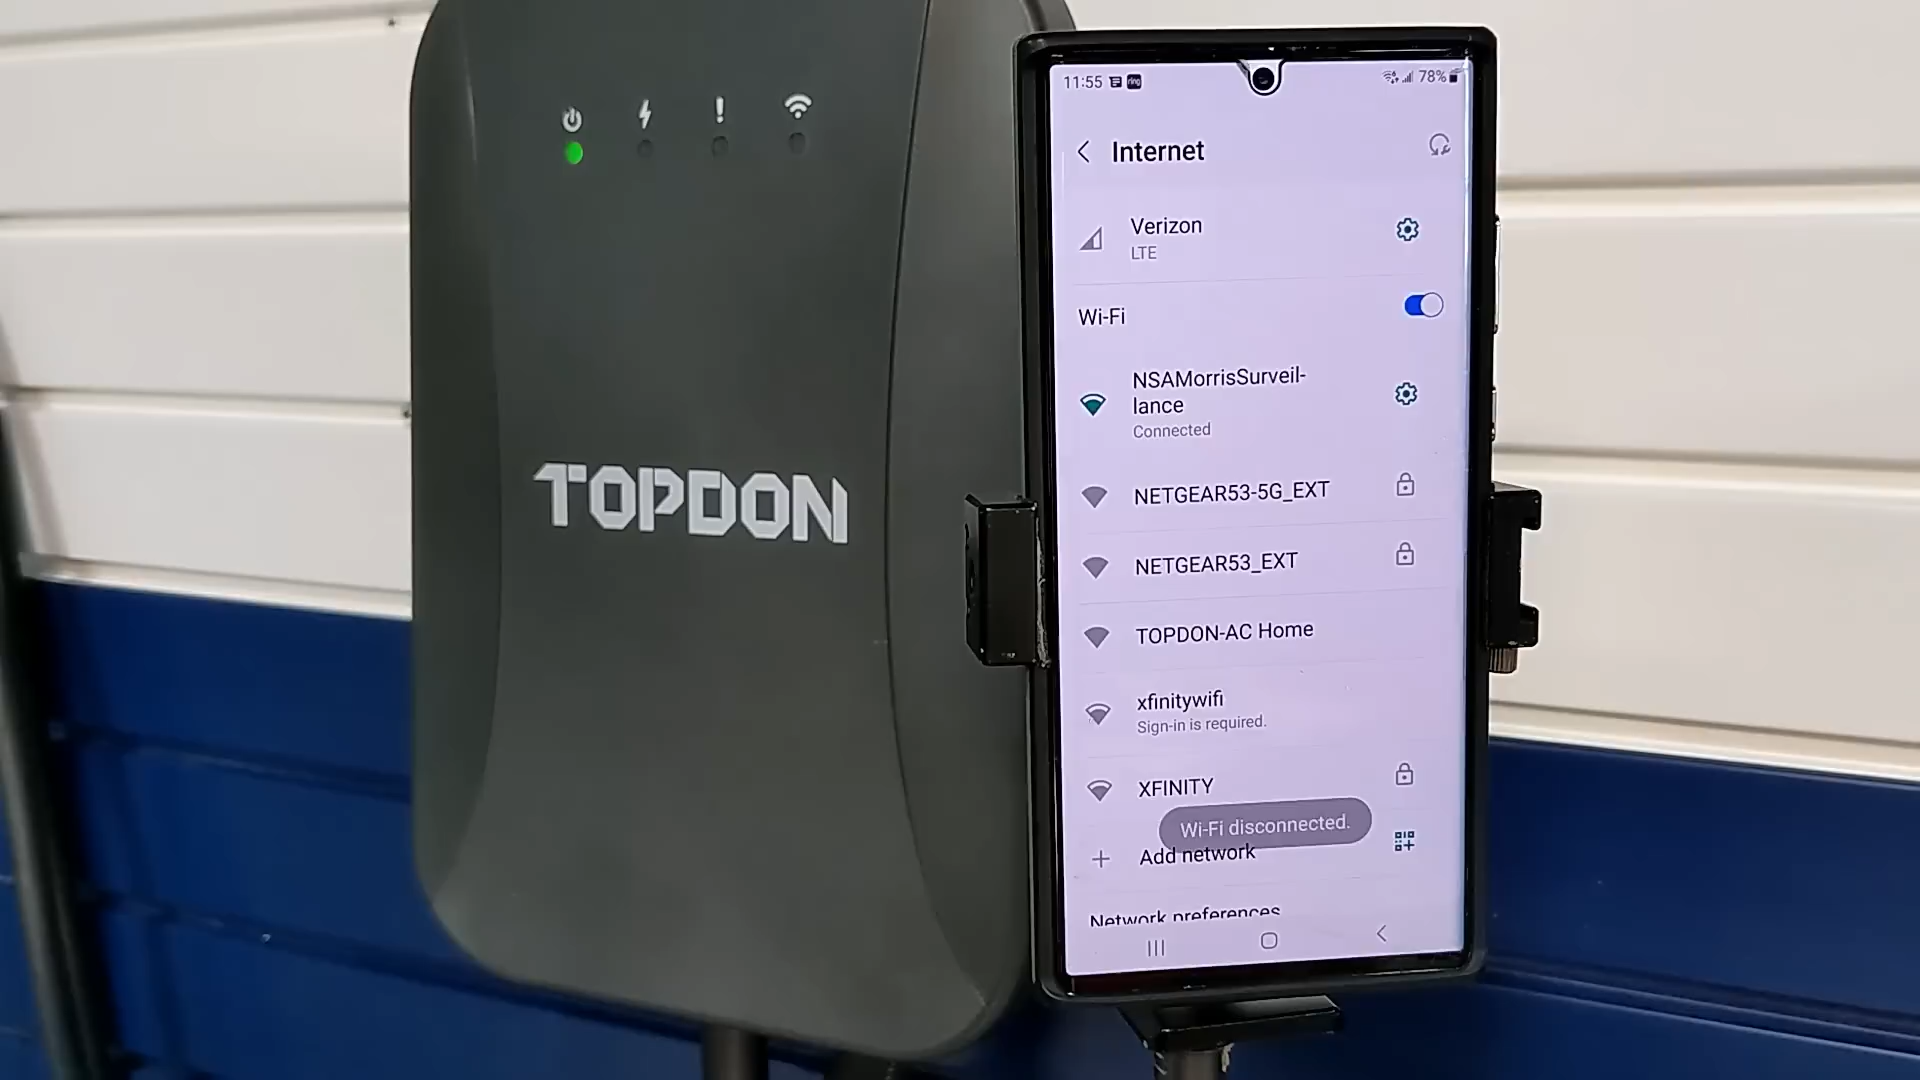 TOPDON
11:55
ring
78%
Internet
Verizon
LTE
Wi-Fi
NSAMorrisSurveil-
lance
Connected
NETGEAR53-5G_EXT
NETGEAR53_EXT
TOPDON-AC Home
xfinitywifi
Sign-in is required.
XFINITY
Wi-Fi disconnected.
Add network
Network preferences